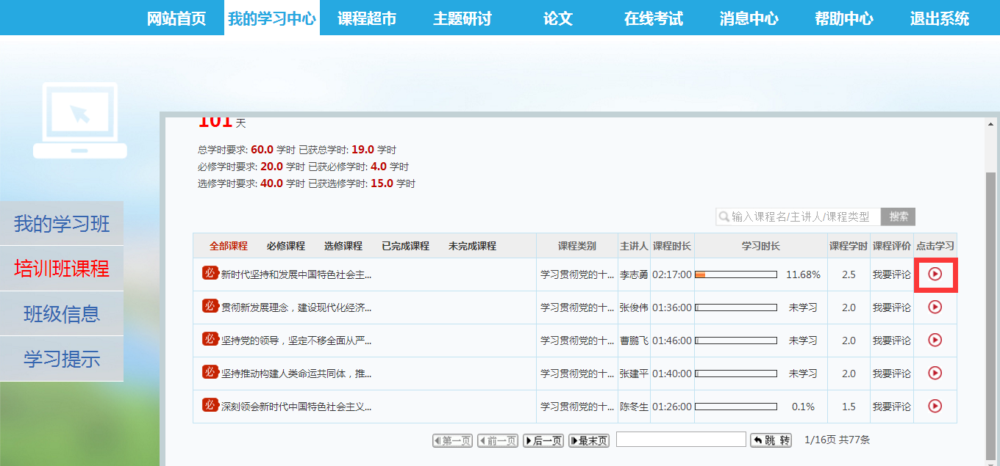 网站首页 我的学习中心 课程超市 主题研讨 论文 在线考试 消息中心 帮助中心 退出系统
101 天
总学时要求: 60.0 学时 已获总学时: 19.0 学时
必修学时要求: 20.0 学时 已获必修学时: 4.0 学时
选修学时要求: 40.0 学时 已获选修学时: 15.0 学时
我的学习班
培训班课程
班级信息
学习提示
输入课程名/主讲人/课程类型 搜索
全部课程 必修课程 选修课程 已完成课程 未完成课程 课程类别 主讲人 课程时长 学习时长 课程学时 课程评价 点击学习
必 新时代坚持和发展中国特色社会主... 学习贯彻党的十... 李志勇 02:17:00 11.68% 2.5 我要评论
必 贯彻新发展理念，建设现代化经济... 学习贯彻党的十... 张俊伟 01:36:00 未学习 2.0 我要评论
必 坚持党的领导，坚定不移全面从严... 学习贯彻党的十... 曹鹏飞 01:46:00 未学习 2.0 我要评论
必 坚持推动构建人类命运共同体，推... 学习贯彻党的十... 张建平 01:40:00 未学习 2.0 我要评论
必 深刻领会新时代中国特色社会主义... 学习贯彻党的十... 陈冬生 01:26:00 0.1% 1.5 我要评论
第一页 前一页 后一页 最末页 跳 转 1/16页 共77条